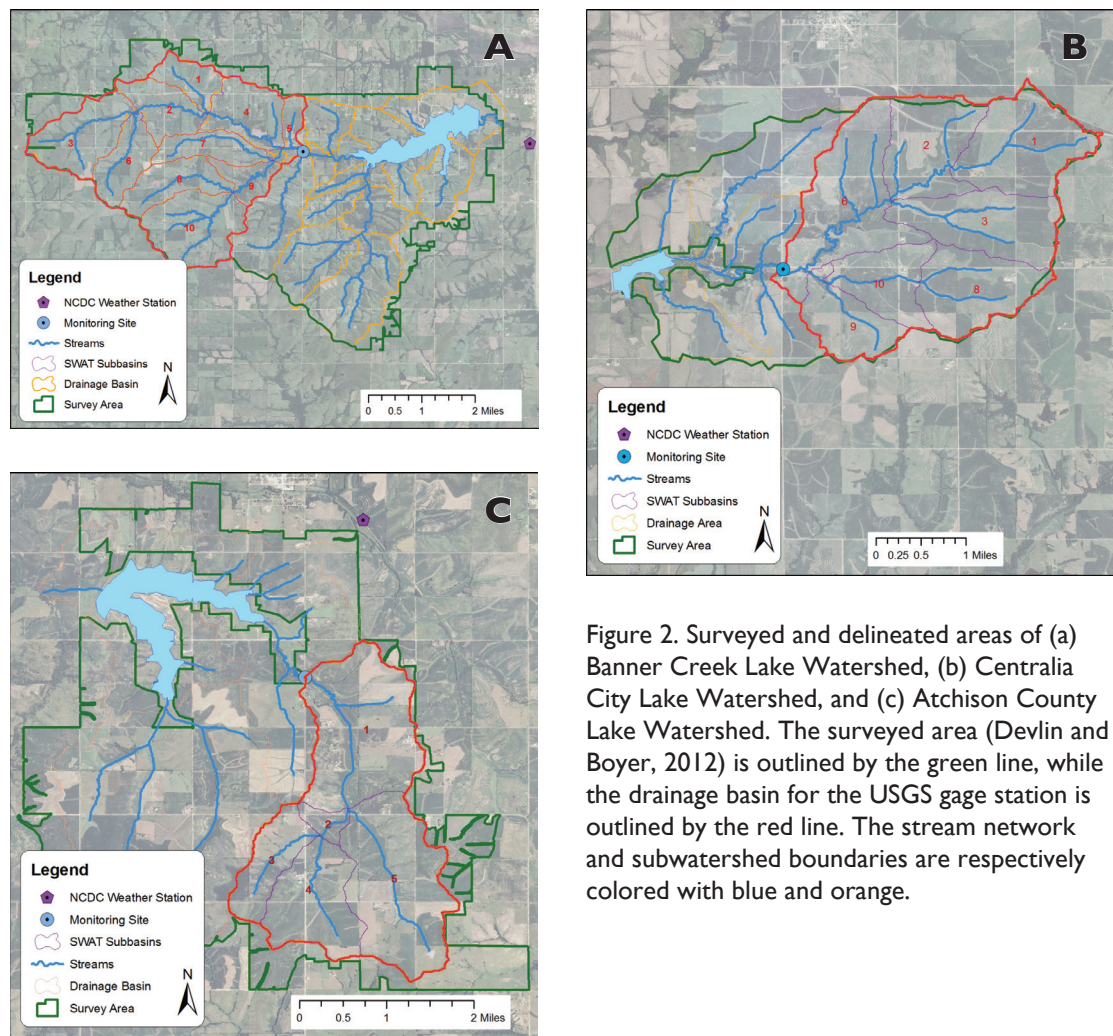 A
1
2
4
5
3
6
7
8
9
10
Legend
NCDC Weather Station
Monitoring Site
Streams
SWAT Subbasins
Drainage Basin
Survey Area
N
0 0.5 1 2 Miles
B
2
1
6
3
10
8
9
Legend
NCDC Weather Station
Monitoring Site
Streams
SWAT Subbasins
Drainage Area
Survey Area
N
0 0.25 0.5 1 Miles
C
1
2
3
4
5
Legend
NCDC Weather Station
Monitoring Site
SWAT Subbasins
Streams
Drainage Basin
Survey Area
N
0 0.5 1 2 Miles
Figure 2. Surveyed and delineated areas of (a)
Banner Creek Lake Watershed, (b) Centralia
City Lake Watershed, and (c) Atchison County
Lake Watershed. The surveyed area (Devlin and
Boyer, 2012) is outlined by the green line, while
the drainage basin for the USGS gage station is
outlined by the red line. The stream network
and subwatershed boundaries are respectively
colored with blue and orange.